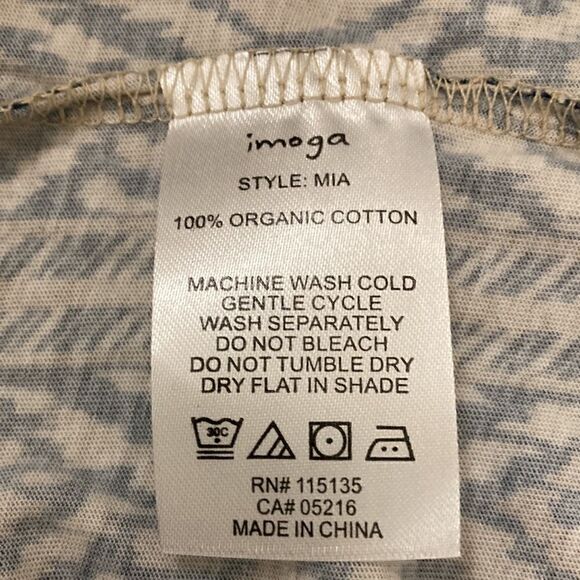 imoga
STYLE: MIA
100% ORGANIC COTTON
MACHINE WASH COLD
GENTLE CYCLE
WASH SEPARATELY
DO NOT BLEACH
DO NOT TUMBLE DRY
DRY FLAT IN SHADE
30C
RN# 115135
CA# 05216
MADE IN CHINA